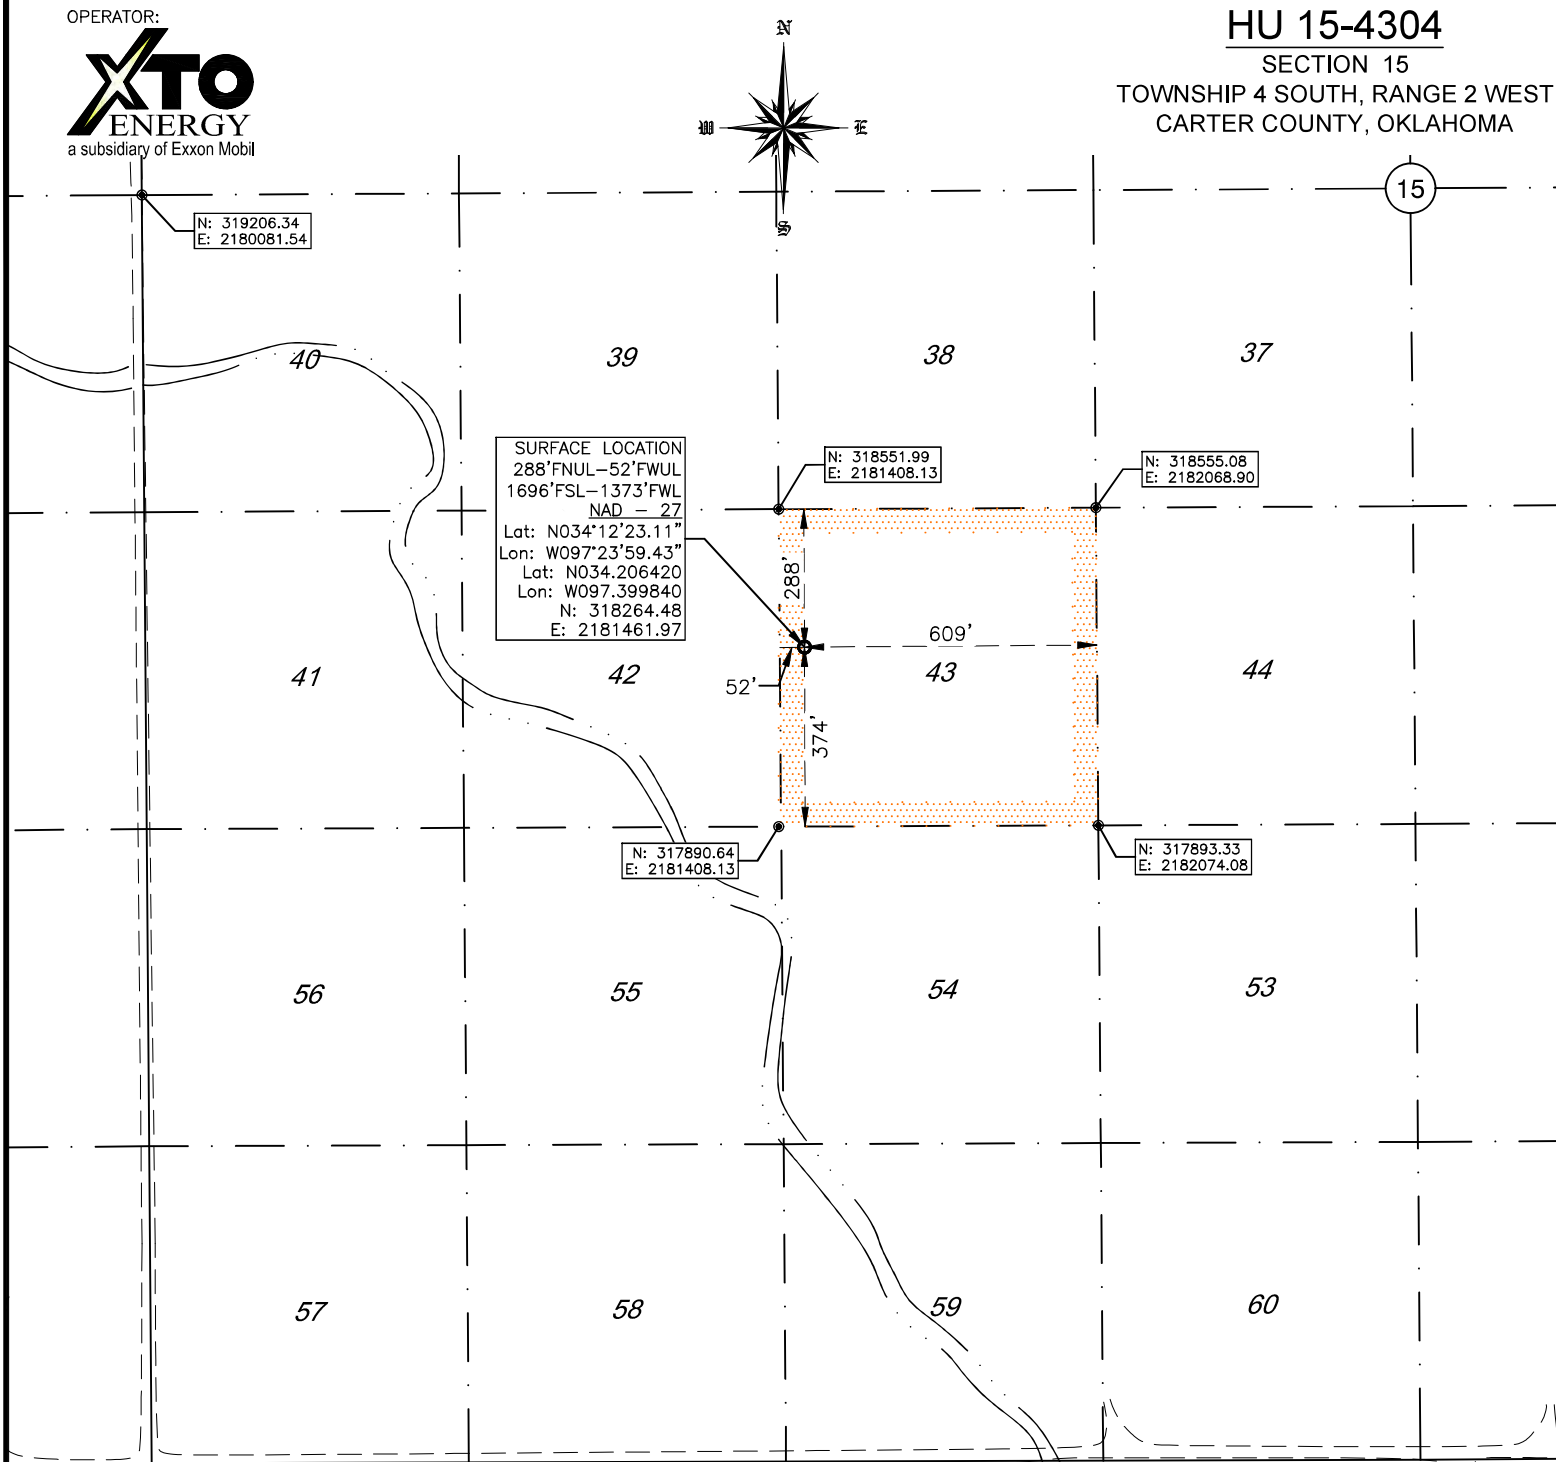 OPERATOR:
XTO
ENERGY
a subsidiary of Exxon Mobil
N
W
E
S
HU 15-4304
SECTION 15
TOWNSHIP 4 SOUTH, RANGE 2 WEST
CARTER COUNTY, OKLAHOMA
15
N: 319206.34
E: 2180081.54
40
39
38
37
SURFACE LOCATION
288'FNUL-52'FWUL
1696'FSL-1373'FWL
NAD - 27
Lat: N034°12'23.11"
Lon: W097°23'59.43"
Lat: N034.206420
Lon: W097.399840
N: 318264.48
E: 2181461.97
N: 318551.99
E: 2181408.13
N: 318555.08
E: 2182068.90
288'
609'
52'
374'
41
42
43
44
N: 317890.64
E: 2181408.13
N: 317893.33
E: 2182074.08
56
55
54
53
57
58
59
60